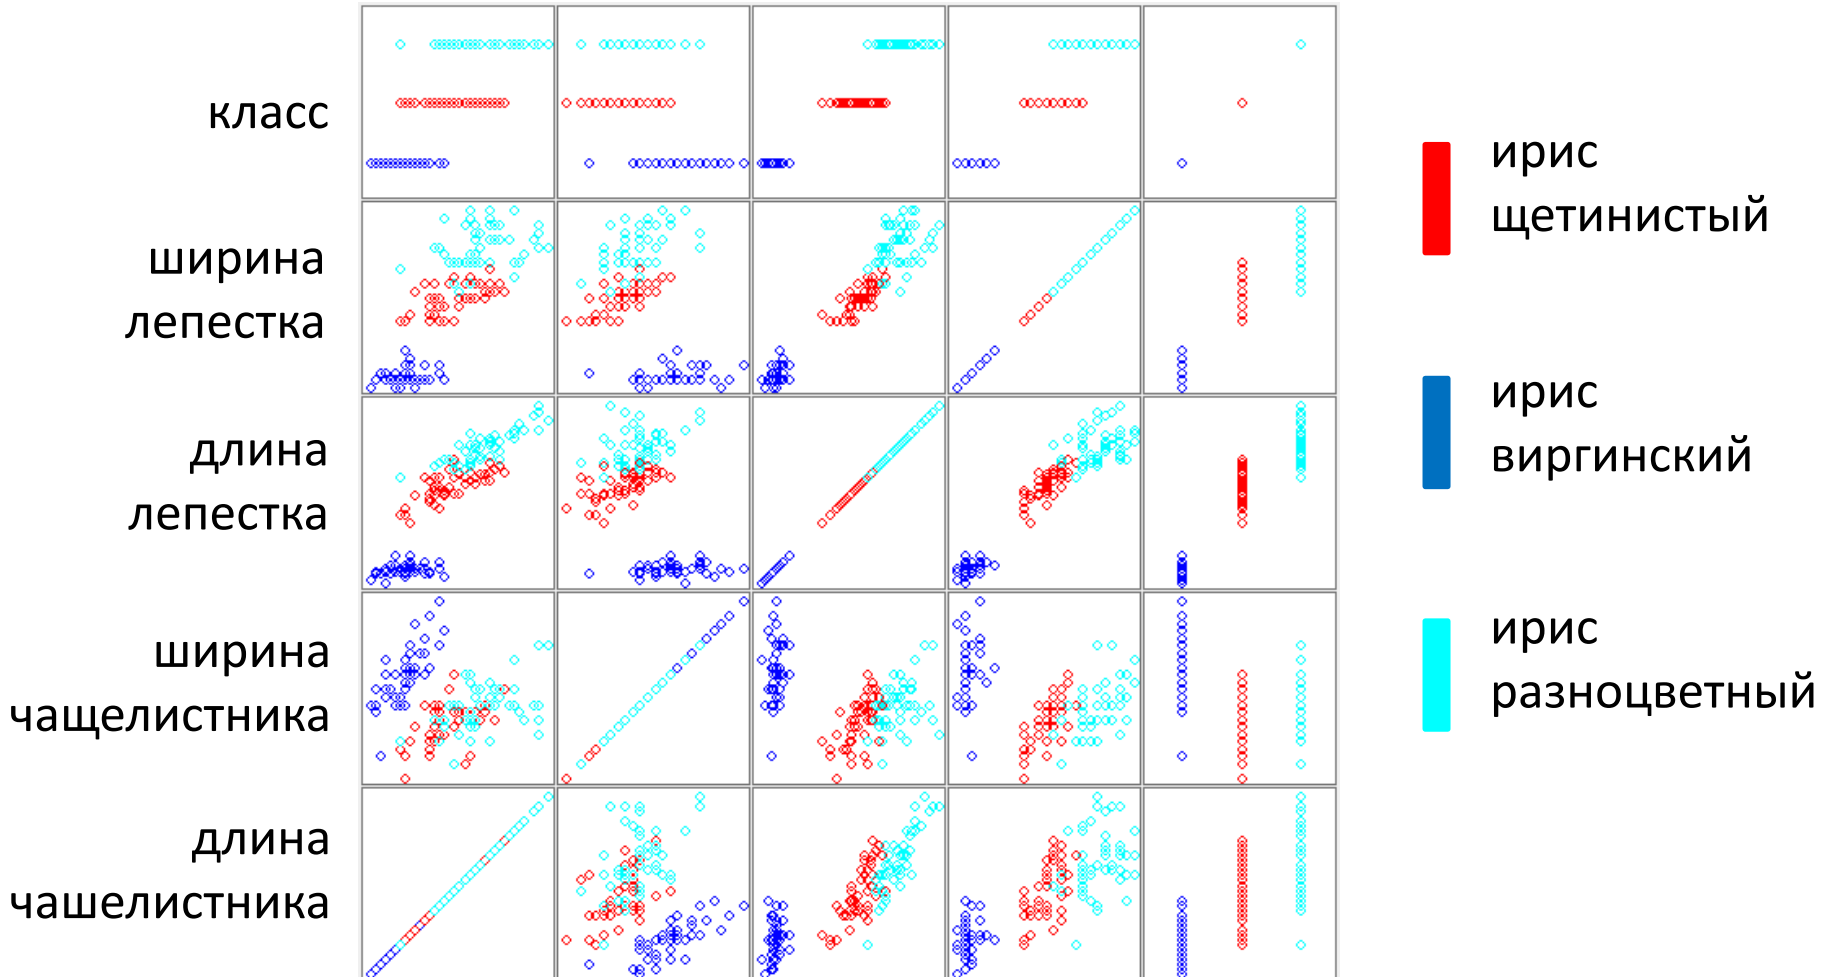 класс
ширина
лепестка
длина
лепестка
ширина
чащелистника
длина
чашелистника
ирис
щетинистый
ирис
виргинский
ирис
разноцветный